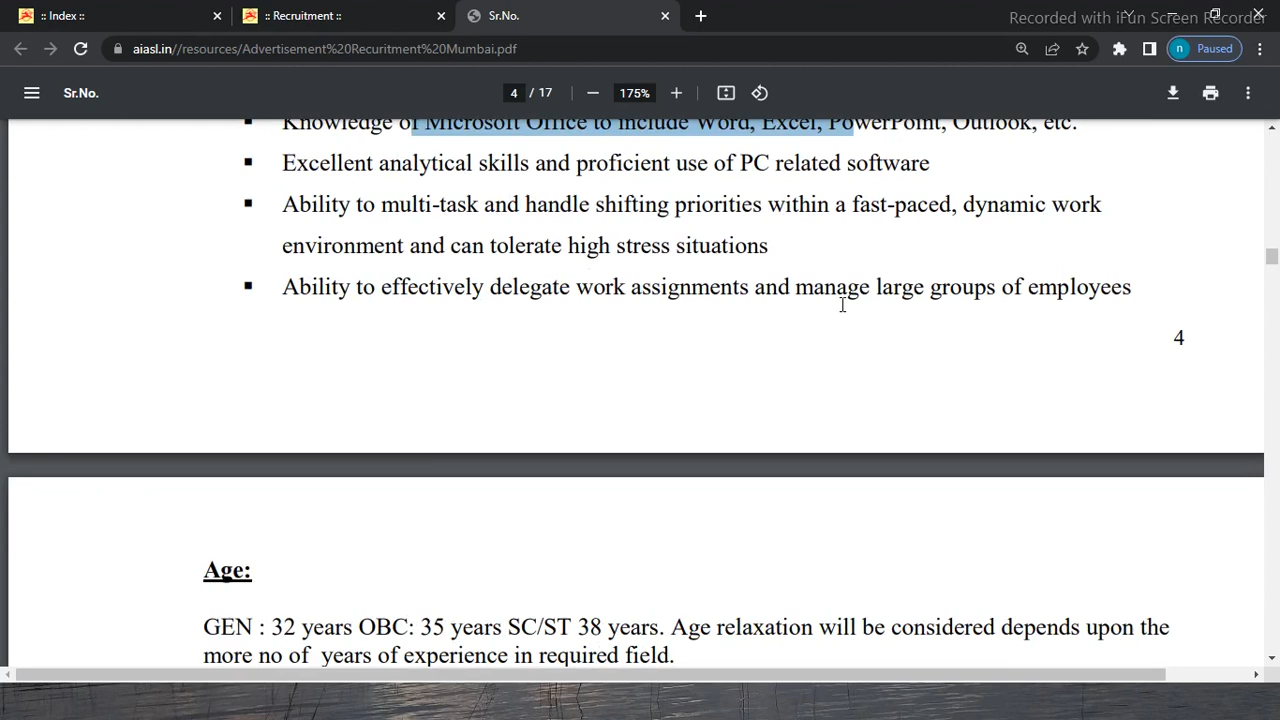 :: Index ::
:: Recruitment ::
Sr.No.
Recorded with iFun Screen Recorder
aiasl.in//resources/Advertisement%20Recuritment%20Mumbai.pdf
n Paused
Sr.No.
4 / 17
175%
Knowledge of Microsoft Office to include Word, Excel, PowerPoint, Outlook, etc.
Excellent analytical skills and proficient use of PC related software
Ability to multi-task and handle shifting priorities within a fast-paced, dynamic work
environment and can tolerate high stress situations
Ability to effectively delegate work assignments and manage large groups of employees
4
Age:
GEN : 32 years OBC: 35 years SC/ST 38 years. Age relaxation will be considered depends upon the
more no of years of experience in required field.